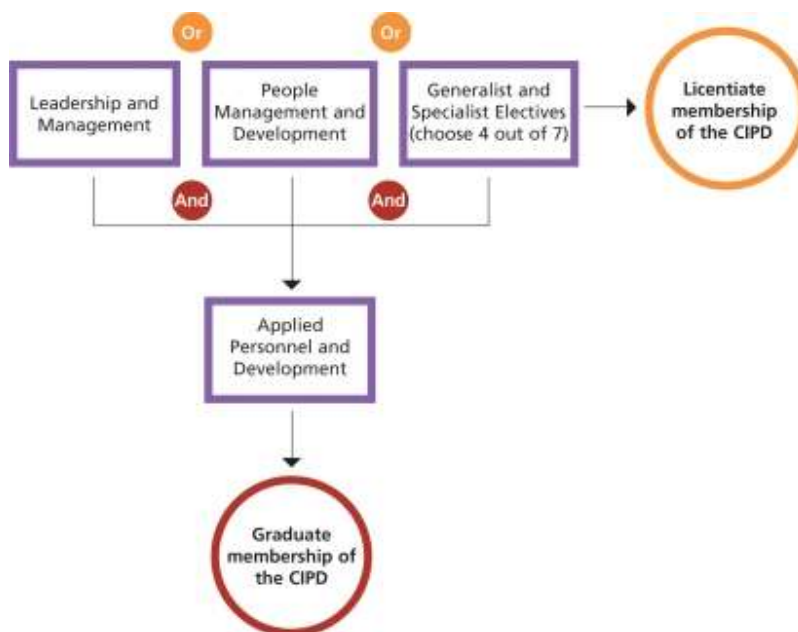 Or
Or
Leadership and
Management
People
Management and
Development
Generalist and
Specialist Electives
(choose 4 out of 7)
Licentiate
membership
of the CIPD
And
And
Applied
Personnel and
Development
Graduate
membership of
the CIPD